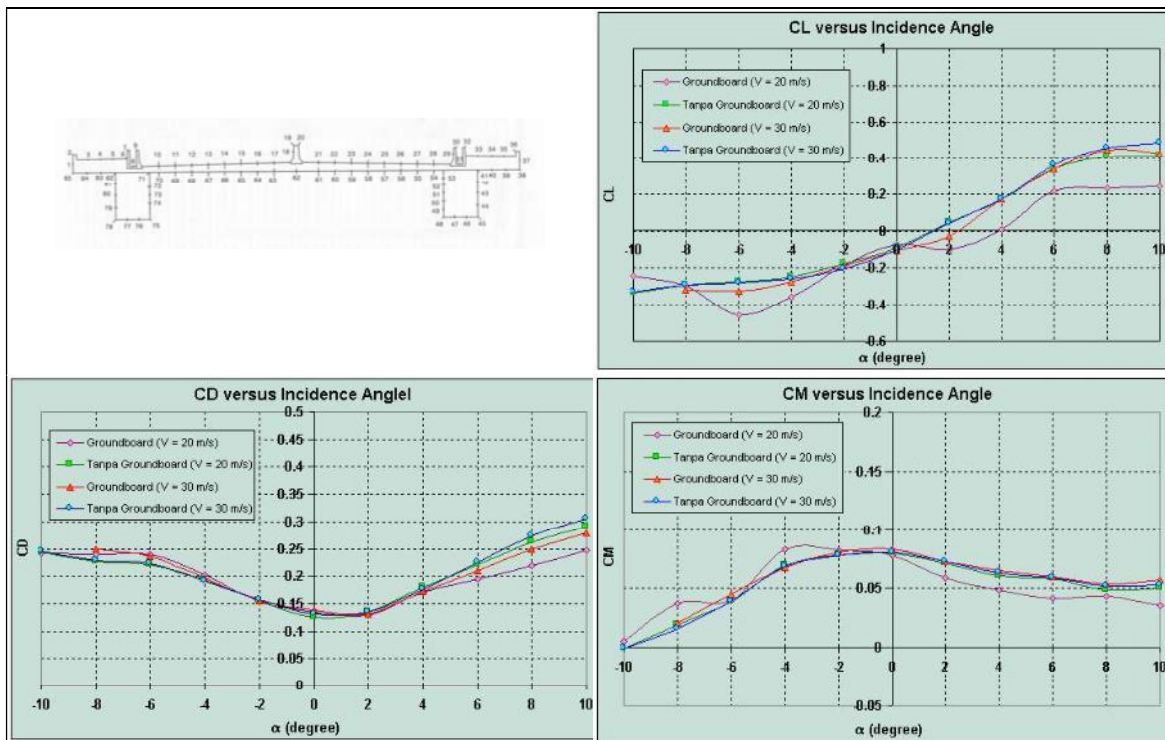 CL versus Incidence Angle
Groundboard (V = 20 m/s)
Tanpa Groundboard (V = 20 m/s)
Groundboard (V = 30 m/s)
Tanpa Groundboard (V = 30 m/s)
CL
1
0.8
0.6
0.4
0.2
0
-0.2
-0.4
-0.6
-10 -8 -6 -4 -2 0 2 4 6 8 10
α (degree)
CD versus Incidence Anglel
Groundboard (V = 20 m/s)
Tanpa Groundboard (V = 20 m/s)
Groundboard (V = 30 m/s)
Tanpa Groundboard (V = 30 m/s)
CD
0.5
0.45
0.4
0.35
0.3
0.25
0.2
0.15
0.1
0.05
0
-10 -8 -6 -4 -2 0 2 4 6 8 10
α (degree)
CM versus Incidence Angle
Groundboard (V = 20 m/s)
Tanpa Groundboard (V = 20 m/s)
Groundboard (V = 30 m/s)
Tanpa Groundboard (V = 30 m/s)
CM
0.2
0.15
0.1
0.05
0
-0.05
-10 -8 -6 -4 -2 0 2 4 6 8 10
α (degree)